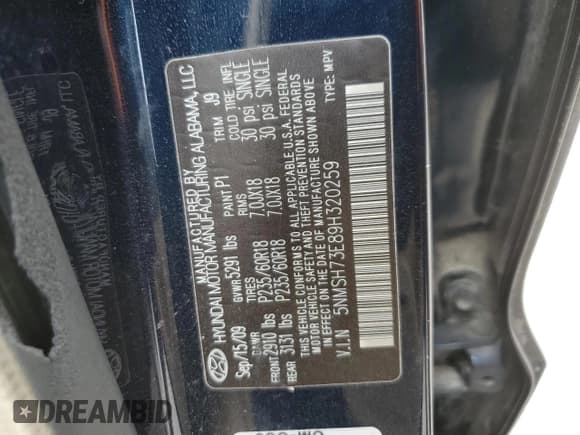 MANUFACTURED BY
HYUNDAI MOTOR MANUFACTURING ALABAMA, LLC
Sep/15/09 GVWR 5291 lbs PAINT P1 TRIM J9
GAWR TIRES RIMS COLD TIRE INFL
FRONT 2910 lbs P235/60R18 7.0JX18 30 psi SINGLE
REAR 3131 lbs P235/60R18 7.0JX18 30 psi SINGLE
THIS VEHICLE CONFORMS TO ALL APPLICABLE U.S.A. FEDERAL
MOTOR VEHICLE SAFETY AND THEFT PREVENTION STANDARDS IN
EFFECT ON THE DATE OF MANUFACTURE SHOWN ABOVE
V.I.N 5NMSH73E89H320259 TYPE: MPV
DREAMBID